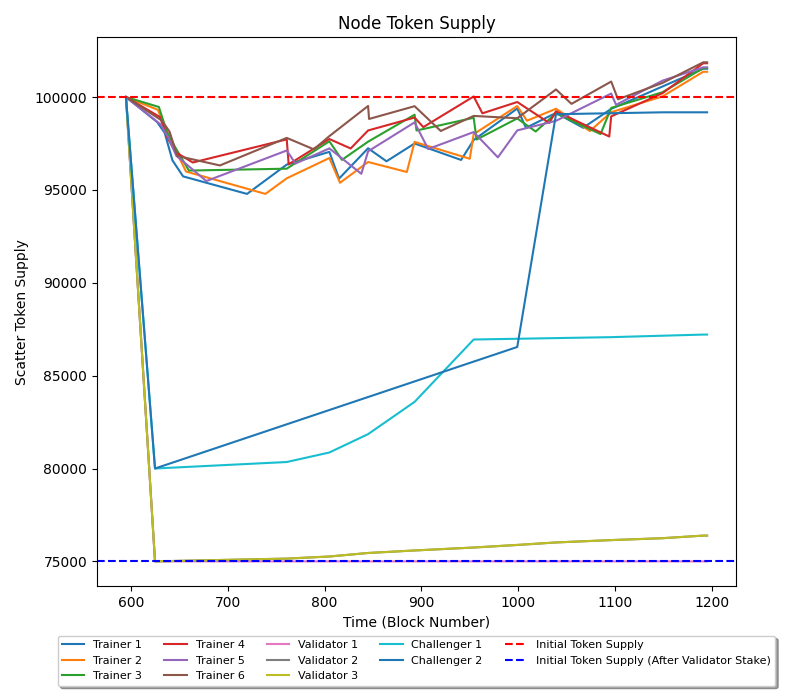 Node Token Supply
Scatter Token Supply
100000
95000
90000
85000
80000
75000
600 700 800 900 1000 1100 1200
Time (Block Number)
Trainer 1 Trainer 4 Validator 1 Challenger 1 Initial Token Supply
Trainer 2 Trainer 5 Validator 2 Challenger 2 Initial Token Supply (After Validator Stake)
Trainer 3 Trainer 6 Validator 3